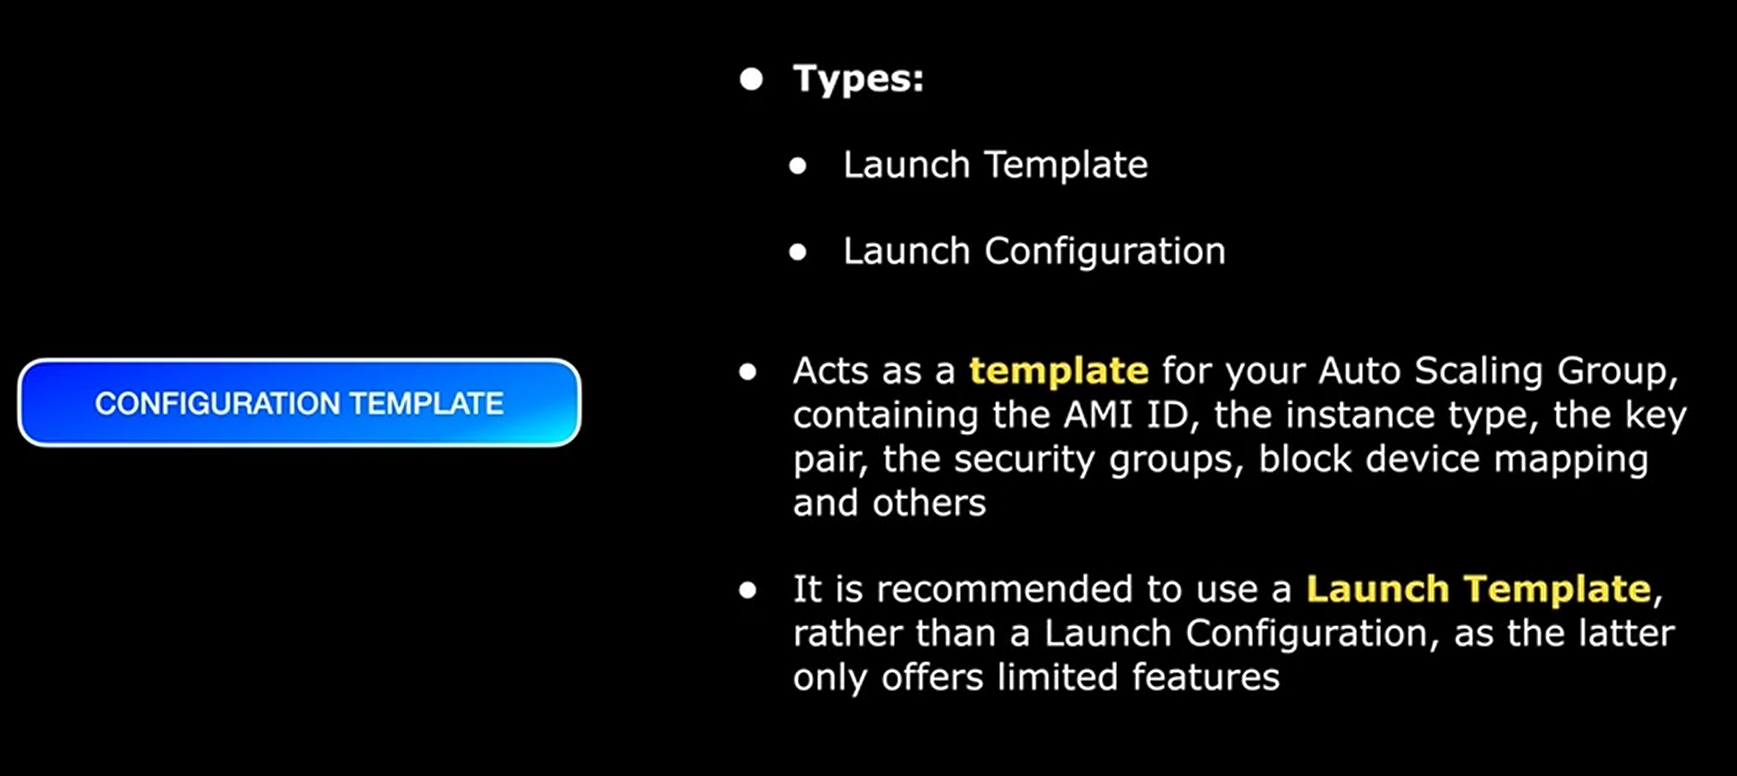 Types:
Launch Template
Launch Configuration
CONFIGURATION TEMPLATE
Acts as a template for your Auto Scaling Group,
containing the AMI ID, the instance type, the key
pair, the security groups, block device mapping
and others
It is recommended to use a Launch Template,
rather than a Launch Configuration, as the latter
only offers limited features